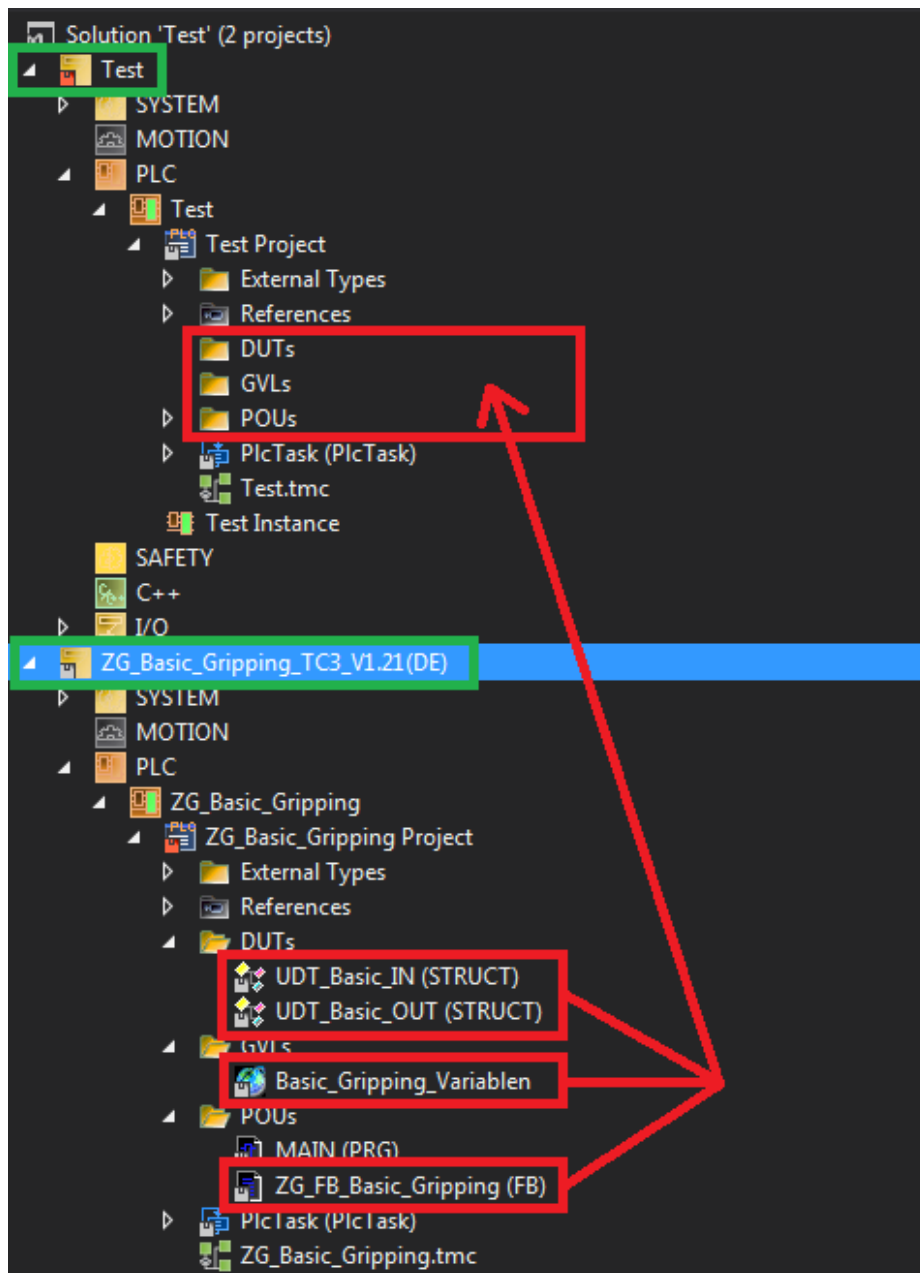 Solution 'Test' (2 projects)
Test
SYSTEM
MOTION
PLC
Test
Test Project
External Types
References
DUTs
GVLs
POUs
PlcTask (PlcTask)
Test.tmc
Test Instance
SAFETY
C++
I/O
ZG_Basic_Gripping_TC3_V1.21(DE)
SYSTEM
MOTION
PLC
ZG_Basic_Gripping
ZG_Basic_Gripping Project
External Types
References
DUTs
UDT_Basic_IN (STRUCT)
UDT_Basic_OUT (STRUCT)
GVLs
Basic_Gripping_Variablen
POUs
MAIN (PRG)
ZG_FB_Basic_Gripping (FB)
PlcTask (PlcTask)
ZG_Basic_Gripping.tmc